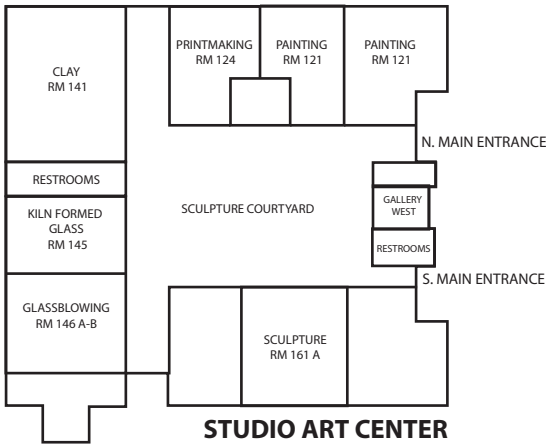 PRINTMAKING
RM 124
PAINTING
RM 121
PAINTING
RM 121
CLAY
RM 141
N. MAIN ENTRANCE
RESTROOMS
SCULPTURE COURTYARD
GALLERY
WEST
KILN FORMED
GLASS
RM 145
RESTROOMS
S. MAIN ENTRANCE
GLASSBLOWING
RM 146 A-B
SCULPTURE
RM 161 A
STUDIO ART CENTER